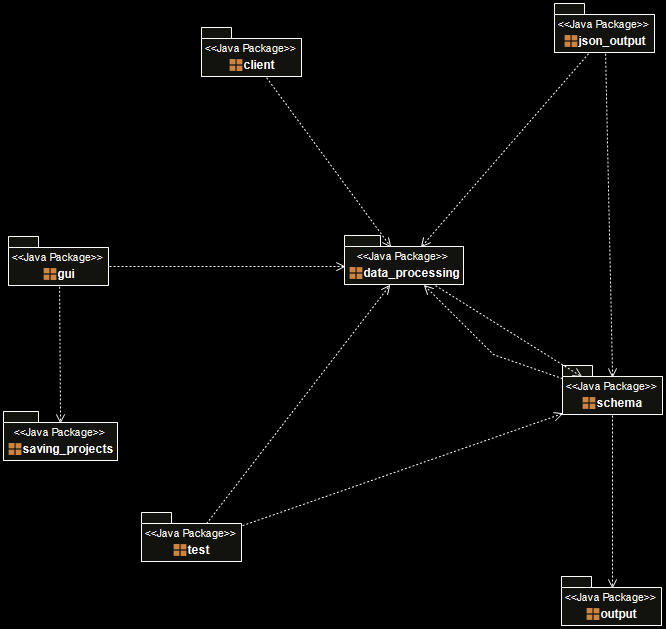 <<Java Package>>
json_output
<<Java Package>>
client
<<Java Package>>
gui
<<Java Package>>
data_processing
<<Java Package>>
schema
<<Java Package>>
saving_projects
<<Java Package>>
test
<<Java Package>>
output